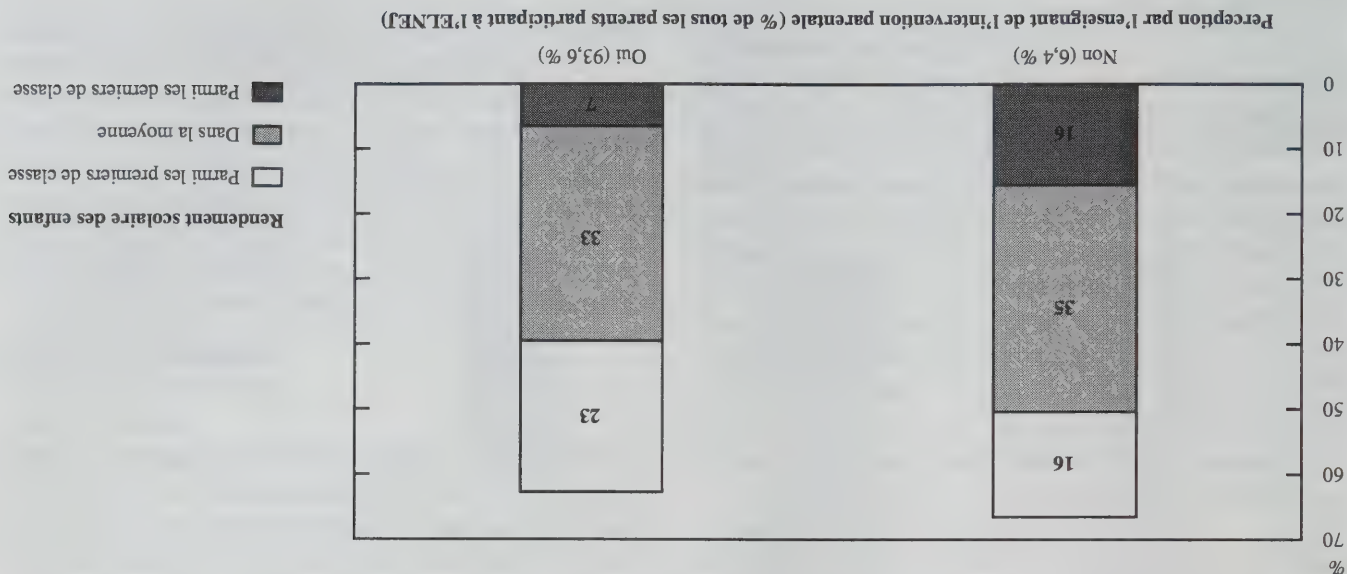 %
70
60
50
40
30
20
10
0
16
35
16
23
33
7
Non (6,4 %)
Oui (93,6 %)
Perception par l'enseignant de l'intervention parentale (% de tous les parents participant à l'ELNEJ)
Rendement scolaire des enfants
Parmi les premiers de classe
Dans la moyenne
Parmi les derniers de classe